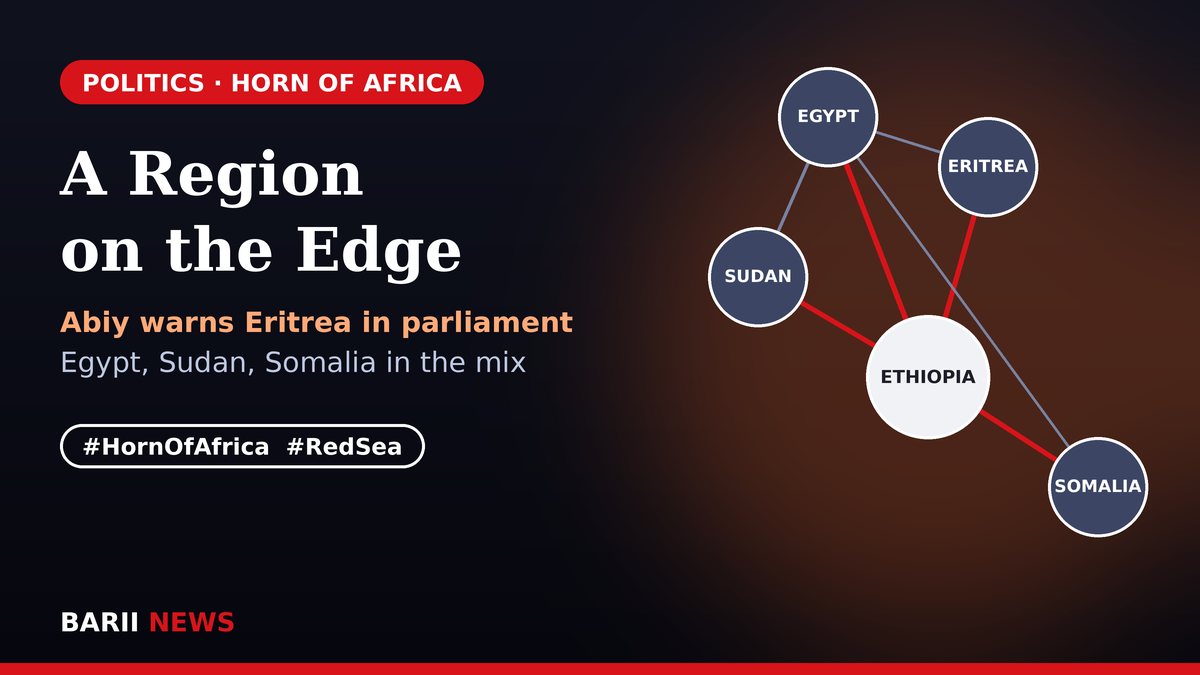 POLITICS · HORN OF AFRICA
A Region
on the Edge
Abiy warns Eritrea in parliament
Egypt, Sudan, Somalia in the mix
#HornOfAfrica #RedSea
BARII NEWS
EGYPT
ERITREA
SUDAN
ETHIOPIA
SOMALIA